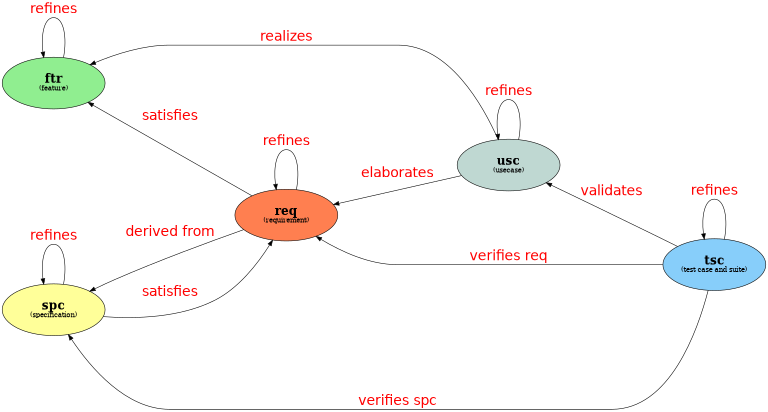 refines
realizes
ftr
(feature)
refines
satisfies
refines
usc
(usecase)
elaborates
validates
refines
req
(requirement)
derived from
refines
verifies req
tsc
(test case and suite)
satisfies
spc
(specification)
verifies spc